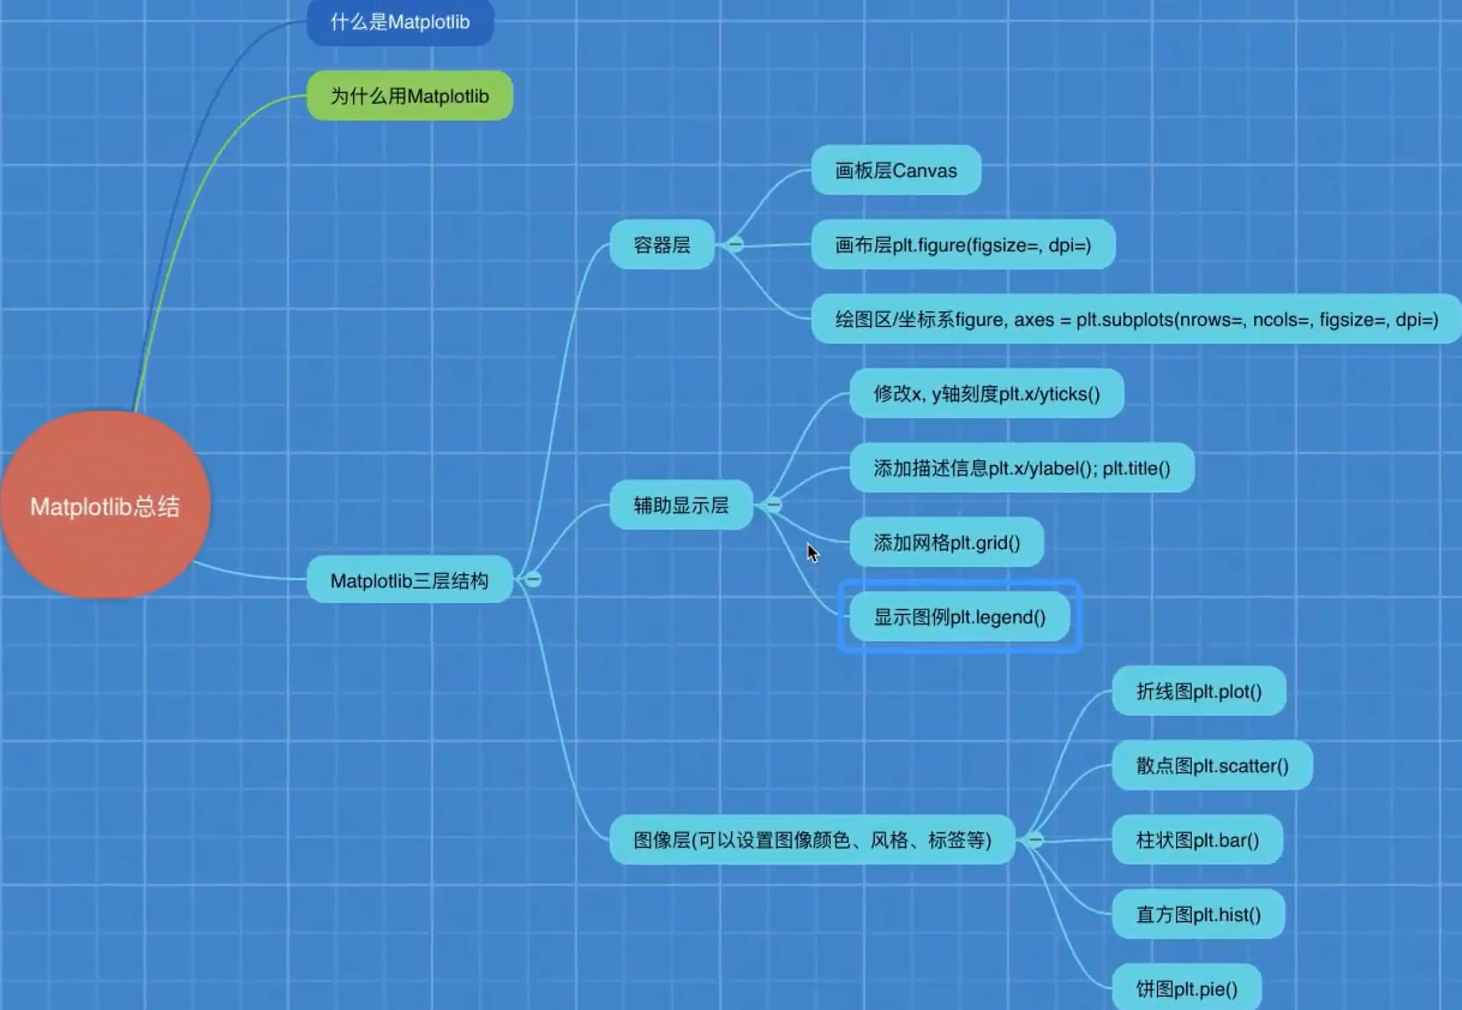 什么是Matplotlib
为什么用Matplotlib
Matplotlib总结
Matplotlib三层结构
容器层
画板层Canvas
画布层plt.figure(figsize=, dpi=)
绘图区/坐标系figure, axes = plt.subplots(nrows=, ncols=, figsize=, dpi=)
辅助显示层
修改x, y轴刻度plt.x/yticks()
添加描述信息plt.x/ylabel(); plt.title()
添加网格plt.grid()
显示图例plt.legend()
图像层(可以设置图像颜色、风格、标签等)
折线图plt.plot()
散点图plt.scatter()
柱状图plt.bar()
直方图plt.hist()
饼图plt.pie()